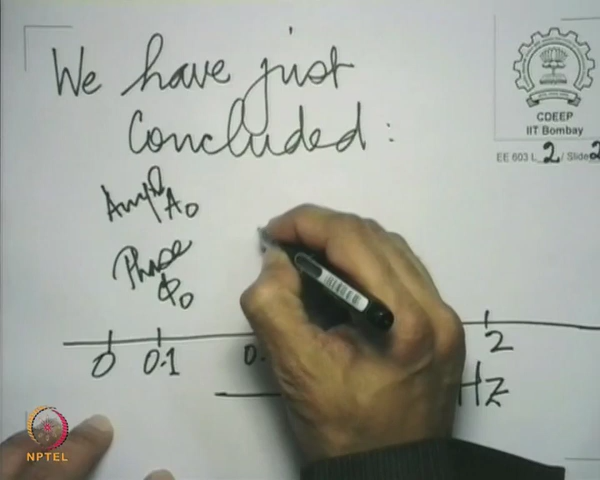 We have just
Concluded:
CDEEP
IIT Bombay
EE 603 L 2 / Slide 2
Ampl A0
Phase
Φ0
0 0.1 0. 2
Hz
NPTEL